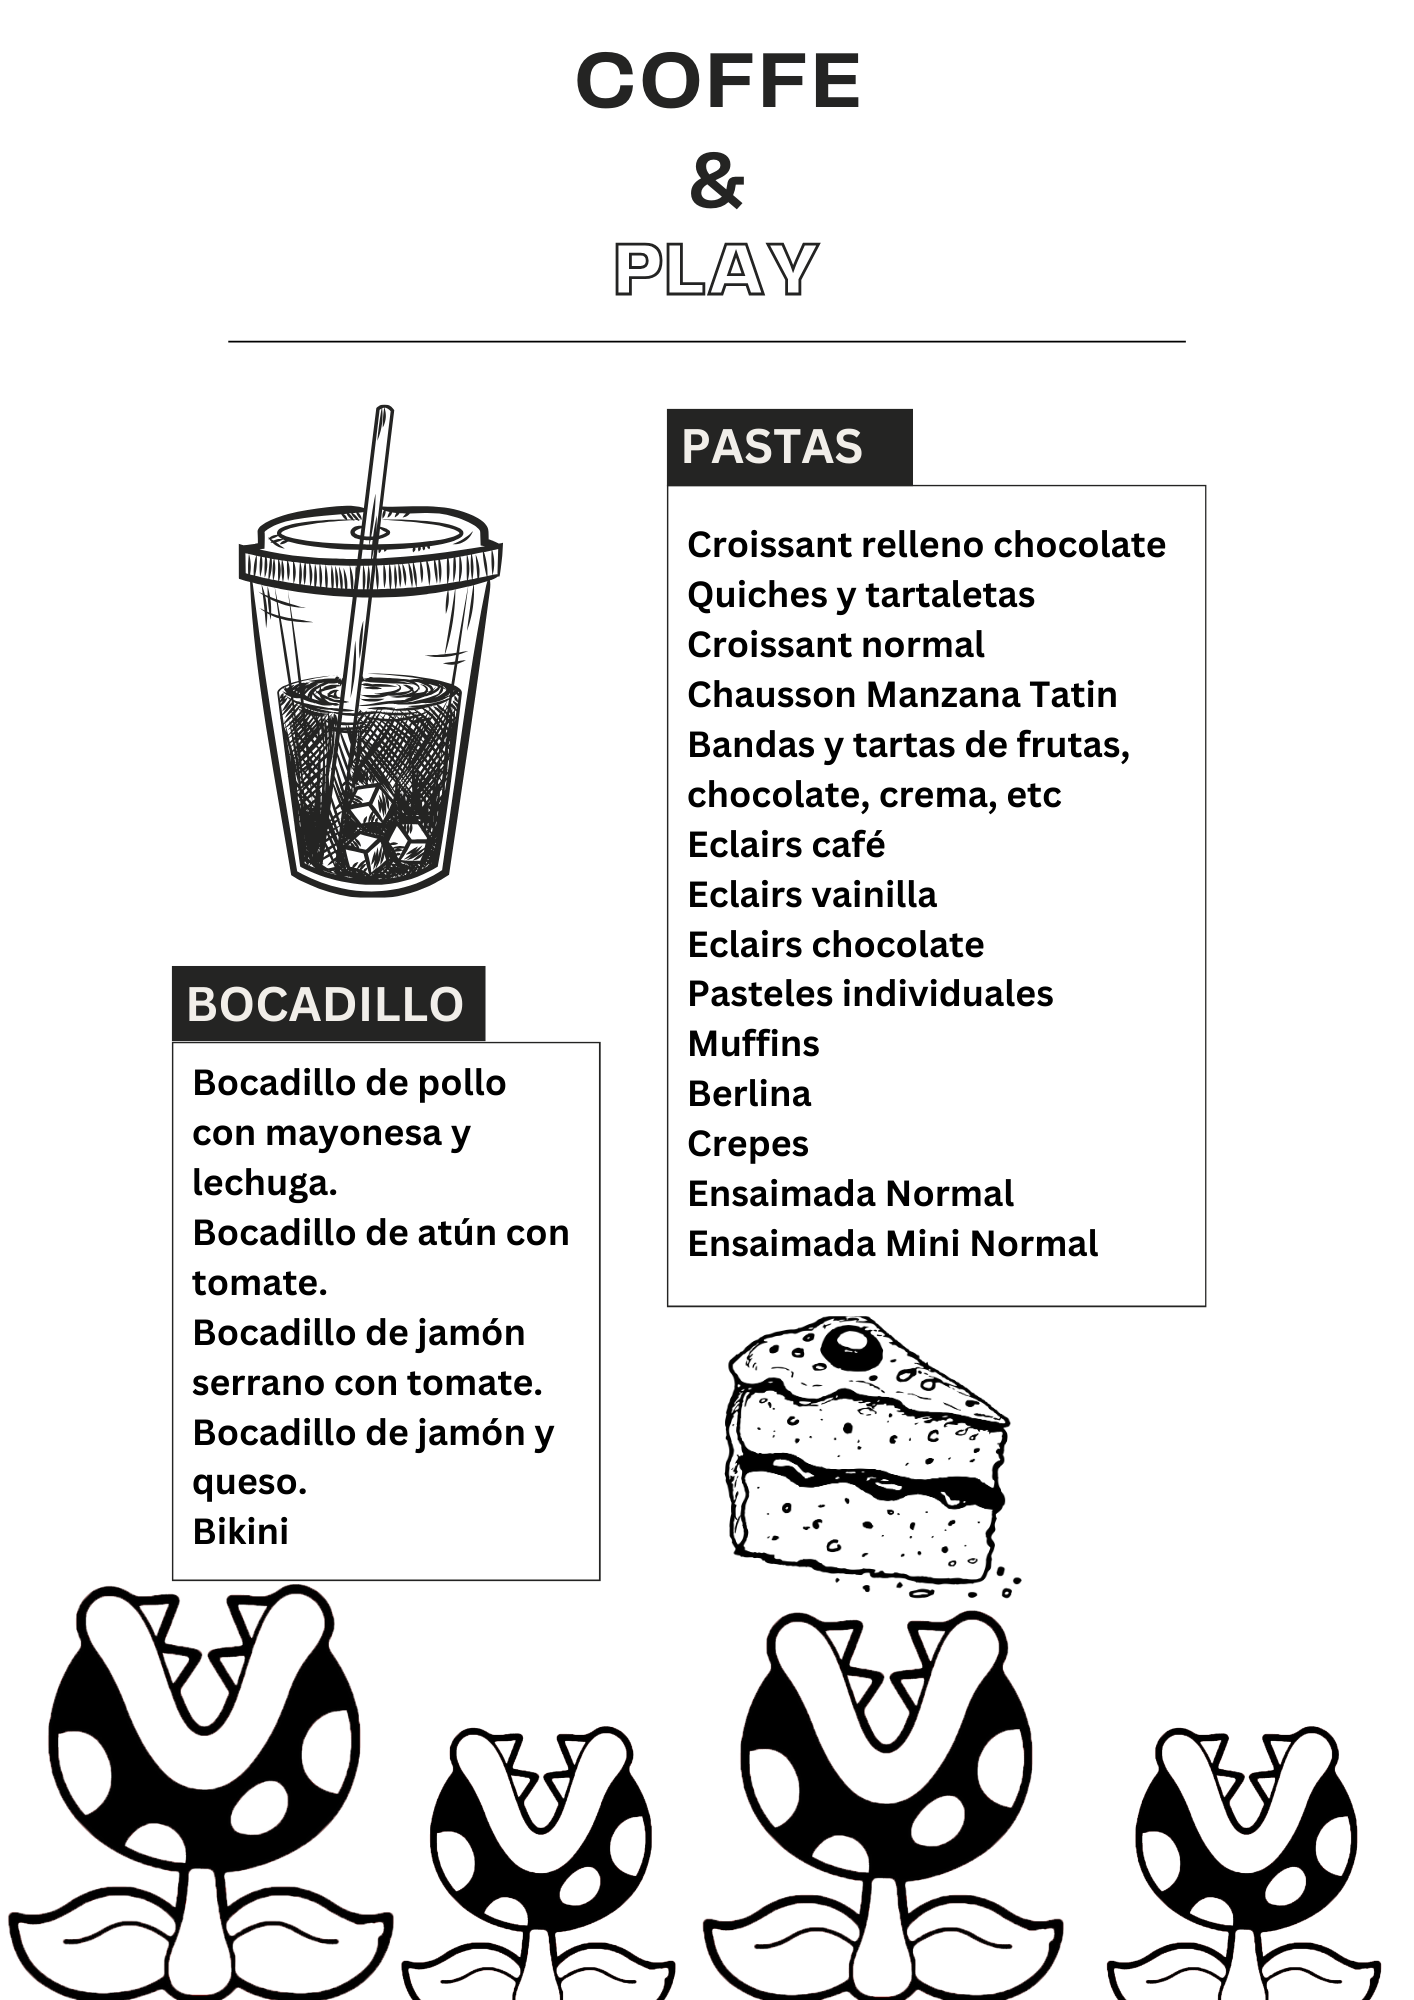 COFFE
&
PLAY
PASTAS
Croissant relleno chocolate
Quiches y tartaletas
Croissant normal
Chausson Manzana Tatin
Bandas y tartas de frutas,
chocolate, crema, etc
Eclairs café
Eclairs vainilla
Eclairs chocolate
Pasteles individuales
Muffins
Berlina
Crepes
Ensaimada Normal
Ensaimada Mini Normal
BOCADILLO
Bocadillo de pollo
con mayonesa y
lechuga.
Bocadillo de atún con
tomate.
Bocadillo de jamón
serrano con tomate.
Bocadillo de jamón y
queso.
Bikini